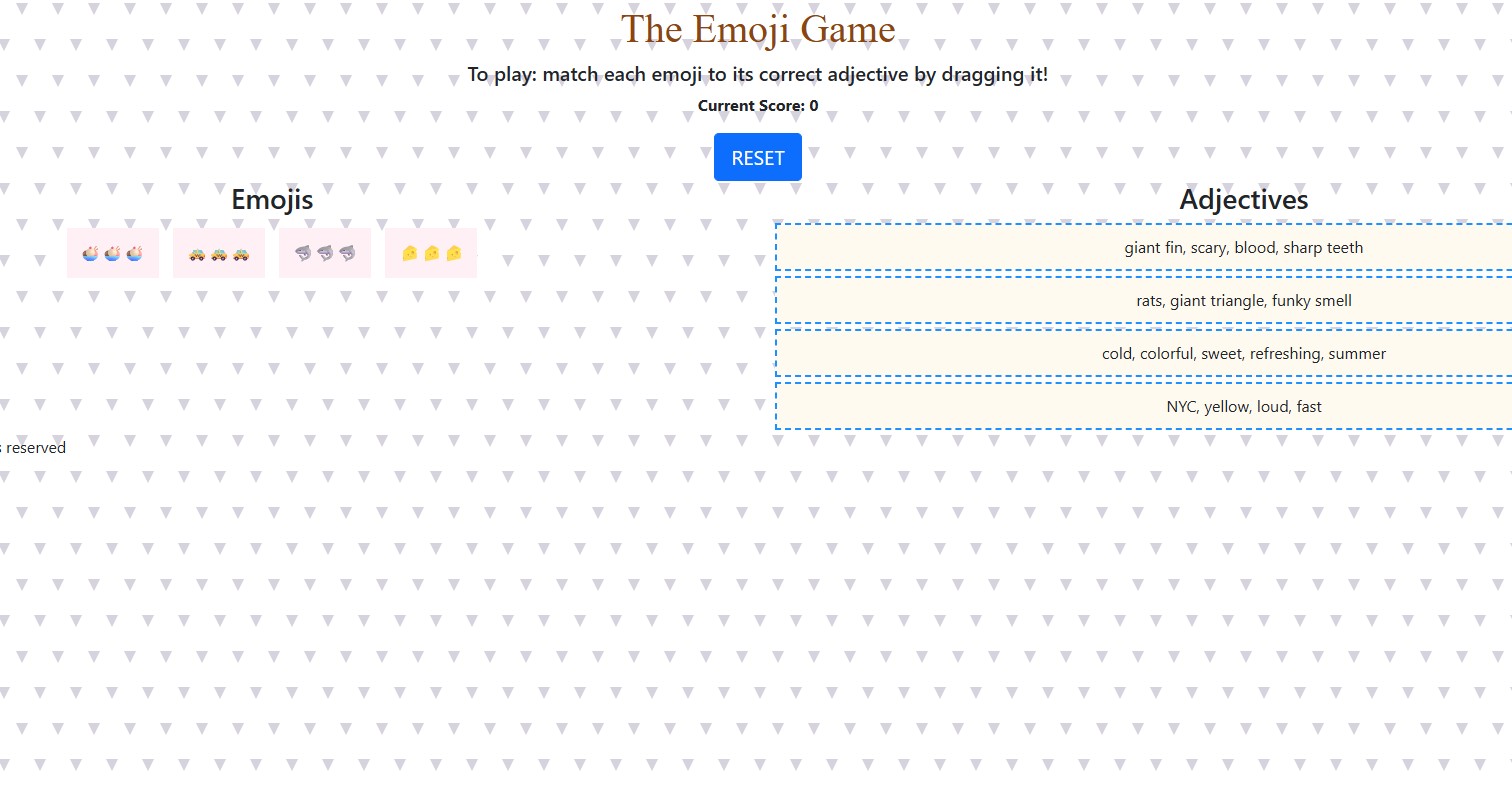 The Emoji Game
To play: match each emoji to its correct adjective by dragging it!
Current Score: 0
RESET
Emojis
Adjectives
giant fin, scary, blood, sharp teeth
rats, giant triangle, funky smell
cold, colorful, sweet, refreshing, summer
NYC, yellow, loud, fast
s reserved